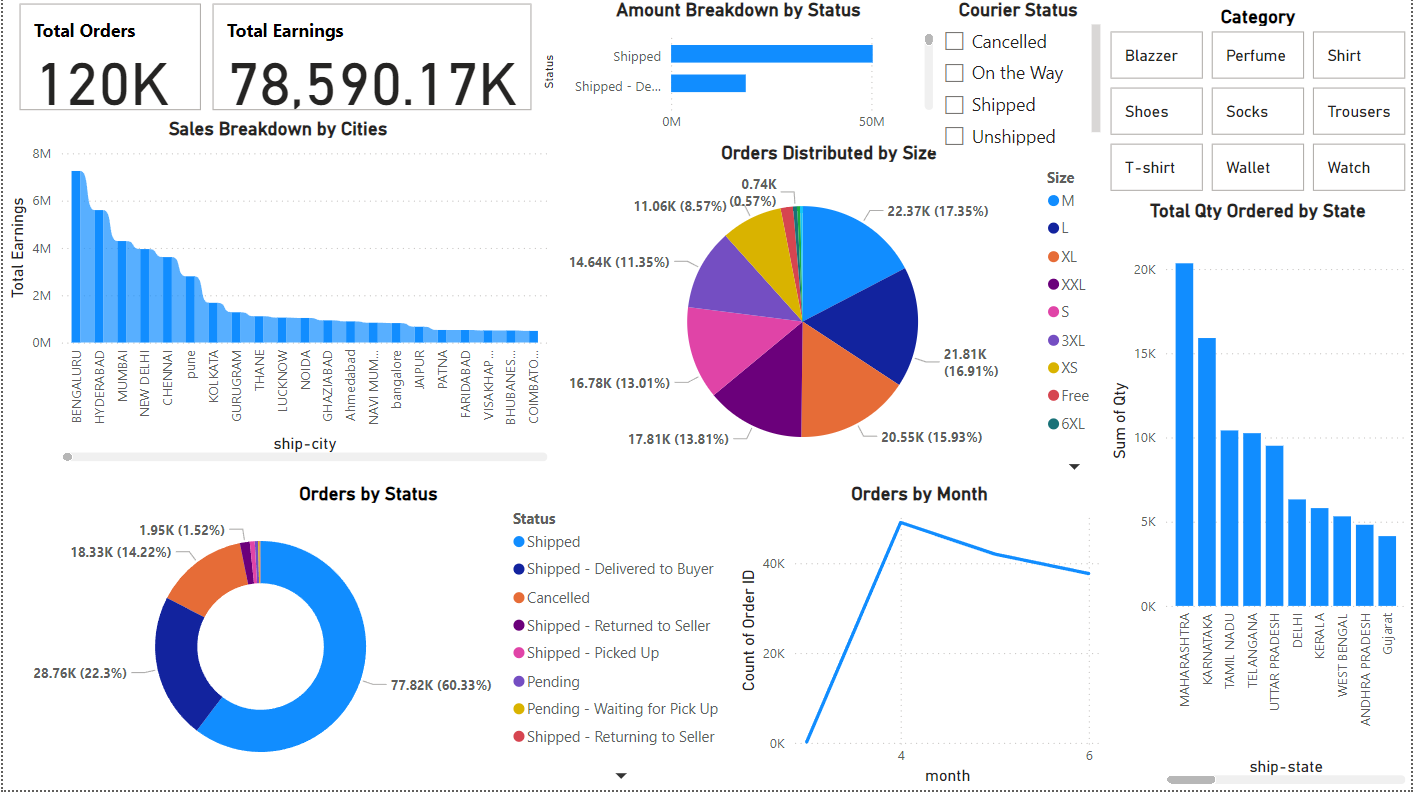 Total Orders
120K
Total Earnings
78,590.17K
Amount Breakdown by Status
Status
Shipped
Shipped - De...
0M
50M
Courier Status
Cancelled
On the Way
Shipped
Unshipped
Category
Blazzer
Perfume
Shirt
Shoes
Socks
Trousers
T-shirt
Wallet
Watch
Sales Breakdown by Cities
Total Earnings
8M
6M
4M
2M
0M
BENGALURU
HYDERABAD
MUMBAI
NEW DELHI
CHENNAI
pune
KOLKATA
GURUGRAM
THANE
LUCKNOW
NOIDA
GHAZIABAD
Ahmedabad
NAVI MUM...
bangalore
JAIPUR
PATNA
FARIDABAD
VISAKHAP...
BHUBANES...
COIMBATO...
ship-city
Orders Distributed by Size
0.74K
(0.57%)
11.06K (8.57%)
22.37K (17.35%)
14.64K (11.35%)
21.81K
(16.91%)
16.78K (13.01%)
17.81K (13.81%)
20.55K (15.93%)
Size
M
L
XL
XXL
S
3XL
XS
Free
6XL
Total Qty Ordered by State
Sum of Qty
20K
15K
10K
5K
0K
MAHARASHTRA
KARNATAKA
TAMIL NADU
TELANGANA
UTTAR PRADESH
DELHI
KERALA
WEST BENGAL
ANDHRA PRADESH
Gujarat
ship-state
Orders by Status
1.95K (1.52%)
18.33K (14.22%)
28.76K (22.3%)
77.82K (60.33%)
Status
Shipped
Shipped - Delivered to Buyer
Cancelled
Shipped - Returned to Seller
Shipped - Picked Up
Pending
Pending - Waiting for Pick Up
Shipped - Returning to Seller
Orders by Month
Count of Order ID
40K
20K
0K
4
6
month